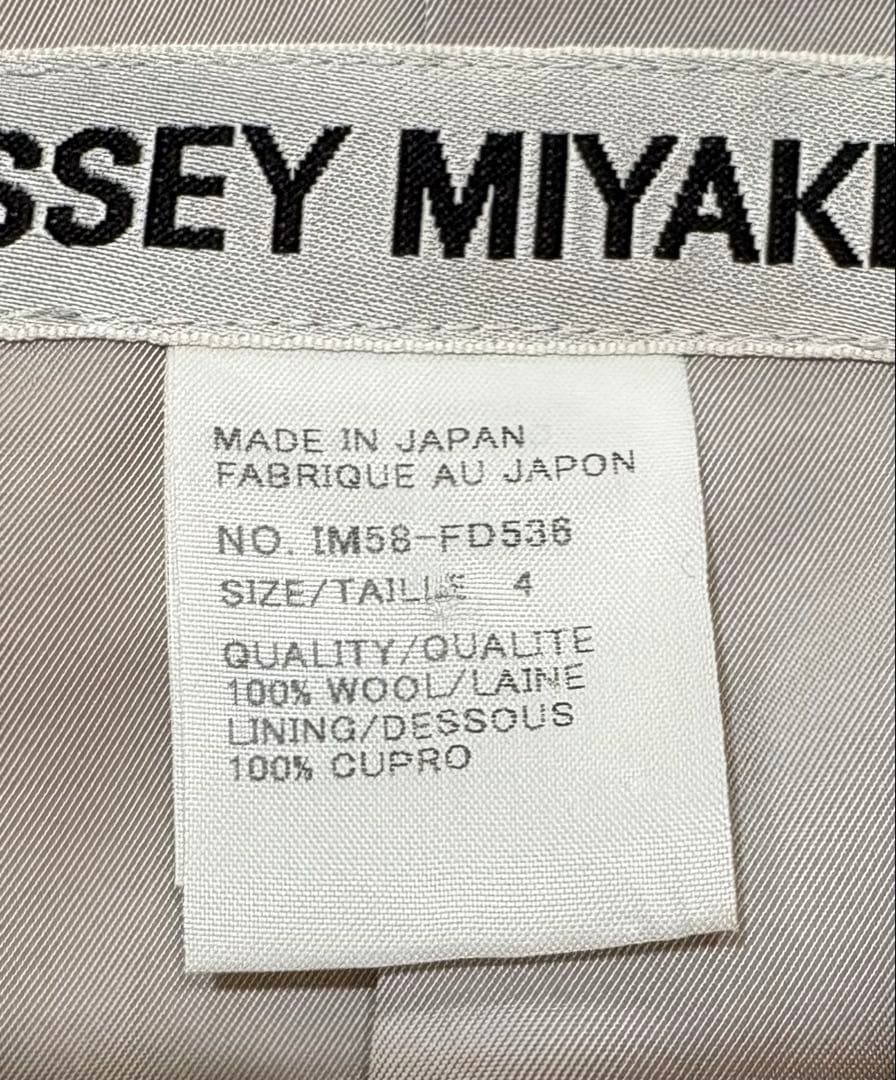 SSEY MIYAK
MADE IN JAPAN
FABRIQUE AU JAPON
NO. IM58-FD536
SIZE/TAILLE 4
QUALITY/QUALITE
100% WOOL/LAINE
LINING/DESSOUS
100% CUPRO